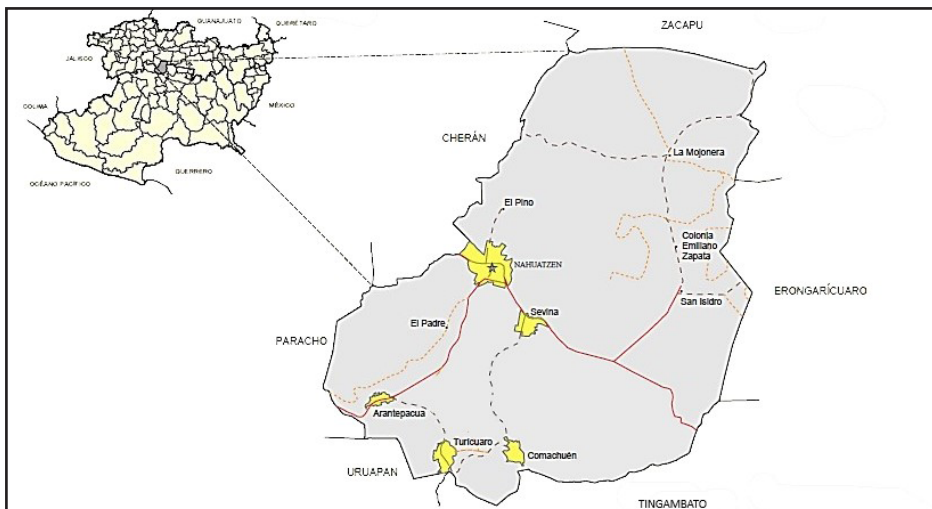 GUANAJUATO
QUERÉTARO
JALISCO
COLIMA
MÉXICO
GUERRERO
OCÉANO PACÍFICO
ZACAPU
CHERÁN
La Mojonera
El Pino
Colonia
Emiliano
Zapata
NAHUATZEN
ERONGARÍCUARO
San Isidro
Sevina
El Padre
PARACHO
Arantepacua
Turícuaro
Comachuén
URUAPAN
TINGAMBATO